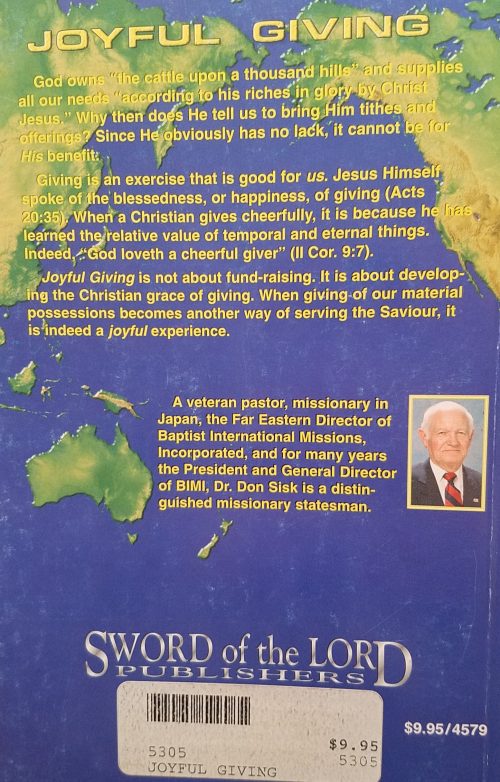 JOYFUL GIVING
God owns "the cattle upon a thousand hills" and supplies
all our needs "according to his riches in glory by Christ
Jesus." Why then does He tell us to bring Him tithes and
offerings? Since He obviously has no lack, it cannot be for
His benefit.
Giving is an exercise that is good for us. Jesus Himself
spoke of the blessedness, or happiness, of giving (Acts
20:35). When a Christian gives cheerfully, it is because he has
learned the relative value of temporal and eternal things.
Indeed, "God loveth a cheerful giver" (II Cor. 9:7).
Joyful Giving is not about fund-raising. It is about develop-
ing the Christian grace of giving. When giving of our material
possessions becomes another way of serving the Saviour, it
is indeed a joyful experience.
A veteran pastor, missionary in
Japan, the Far Eastern Director of
Baptist International Missions,
Incorporated, and for many years
the President and General Director
of BIMI, Dr. Don Sisk is a distin-
guished missionary statesman.
SWORD of the LORD
PUBLISHERS
$9.95/4579
5305 $9.95
5305
JOYFUL GIVING